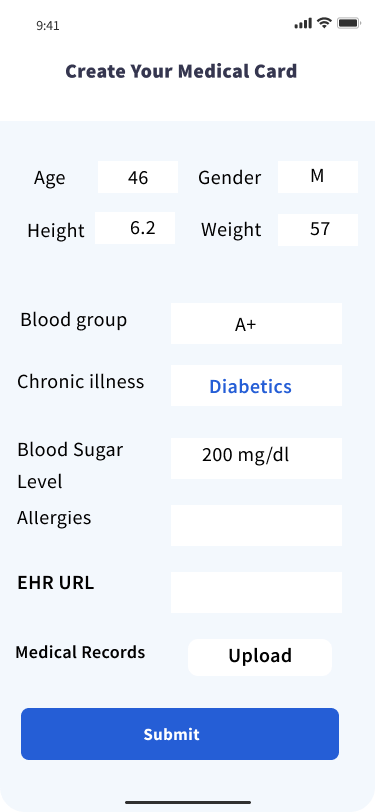 9:41
Create Your Medical Card
Age 46 Gender M
Height 6.2 Weight 57
Blood group A+
Chronic illness Diabetics
Blood Sugar 200 mg/dl
Level
Allergies
EHR URL
Medical Records Upload
Submit